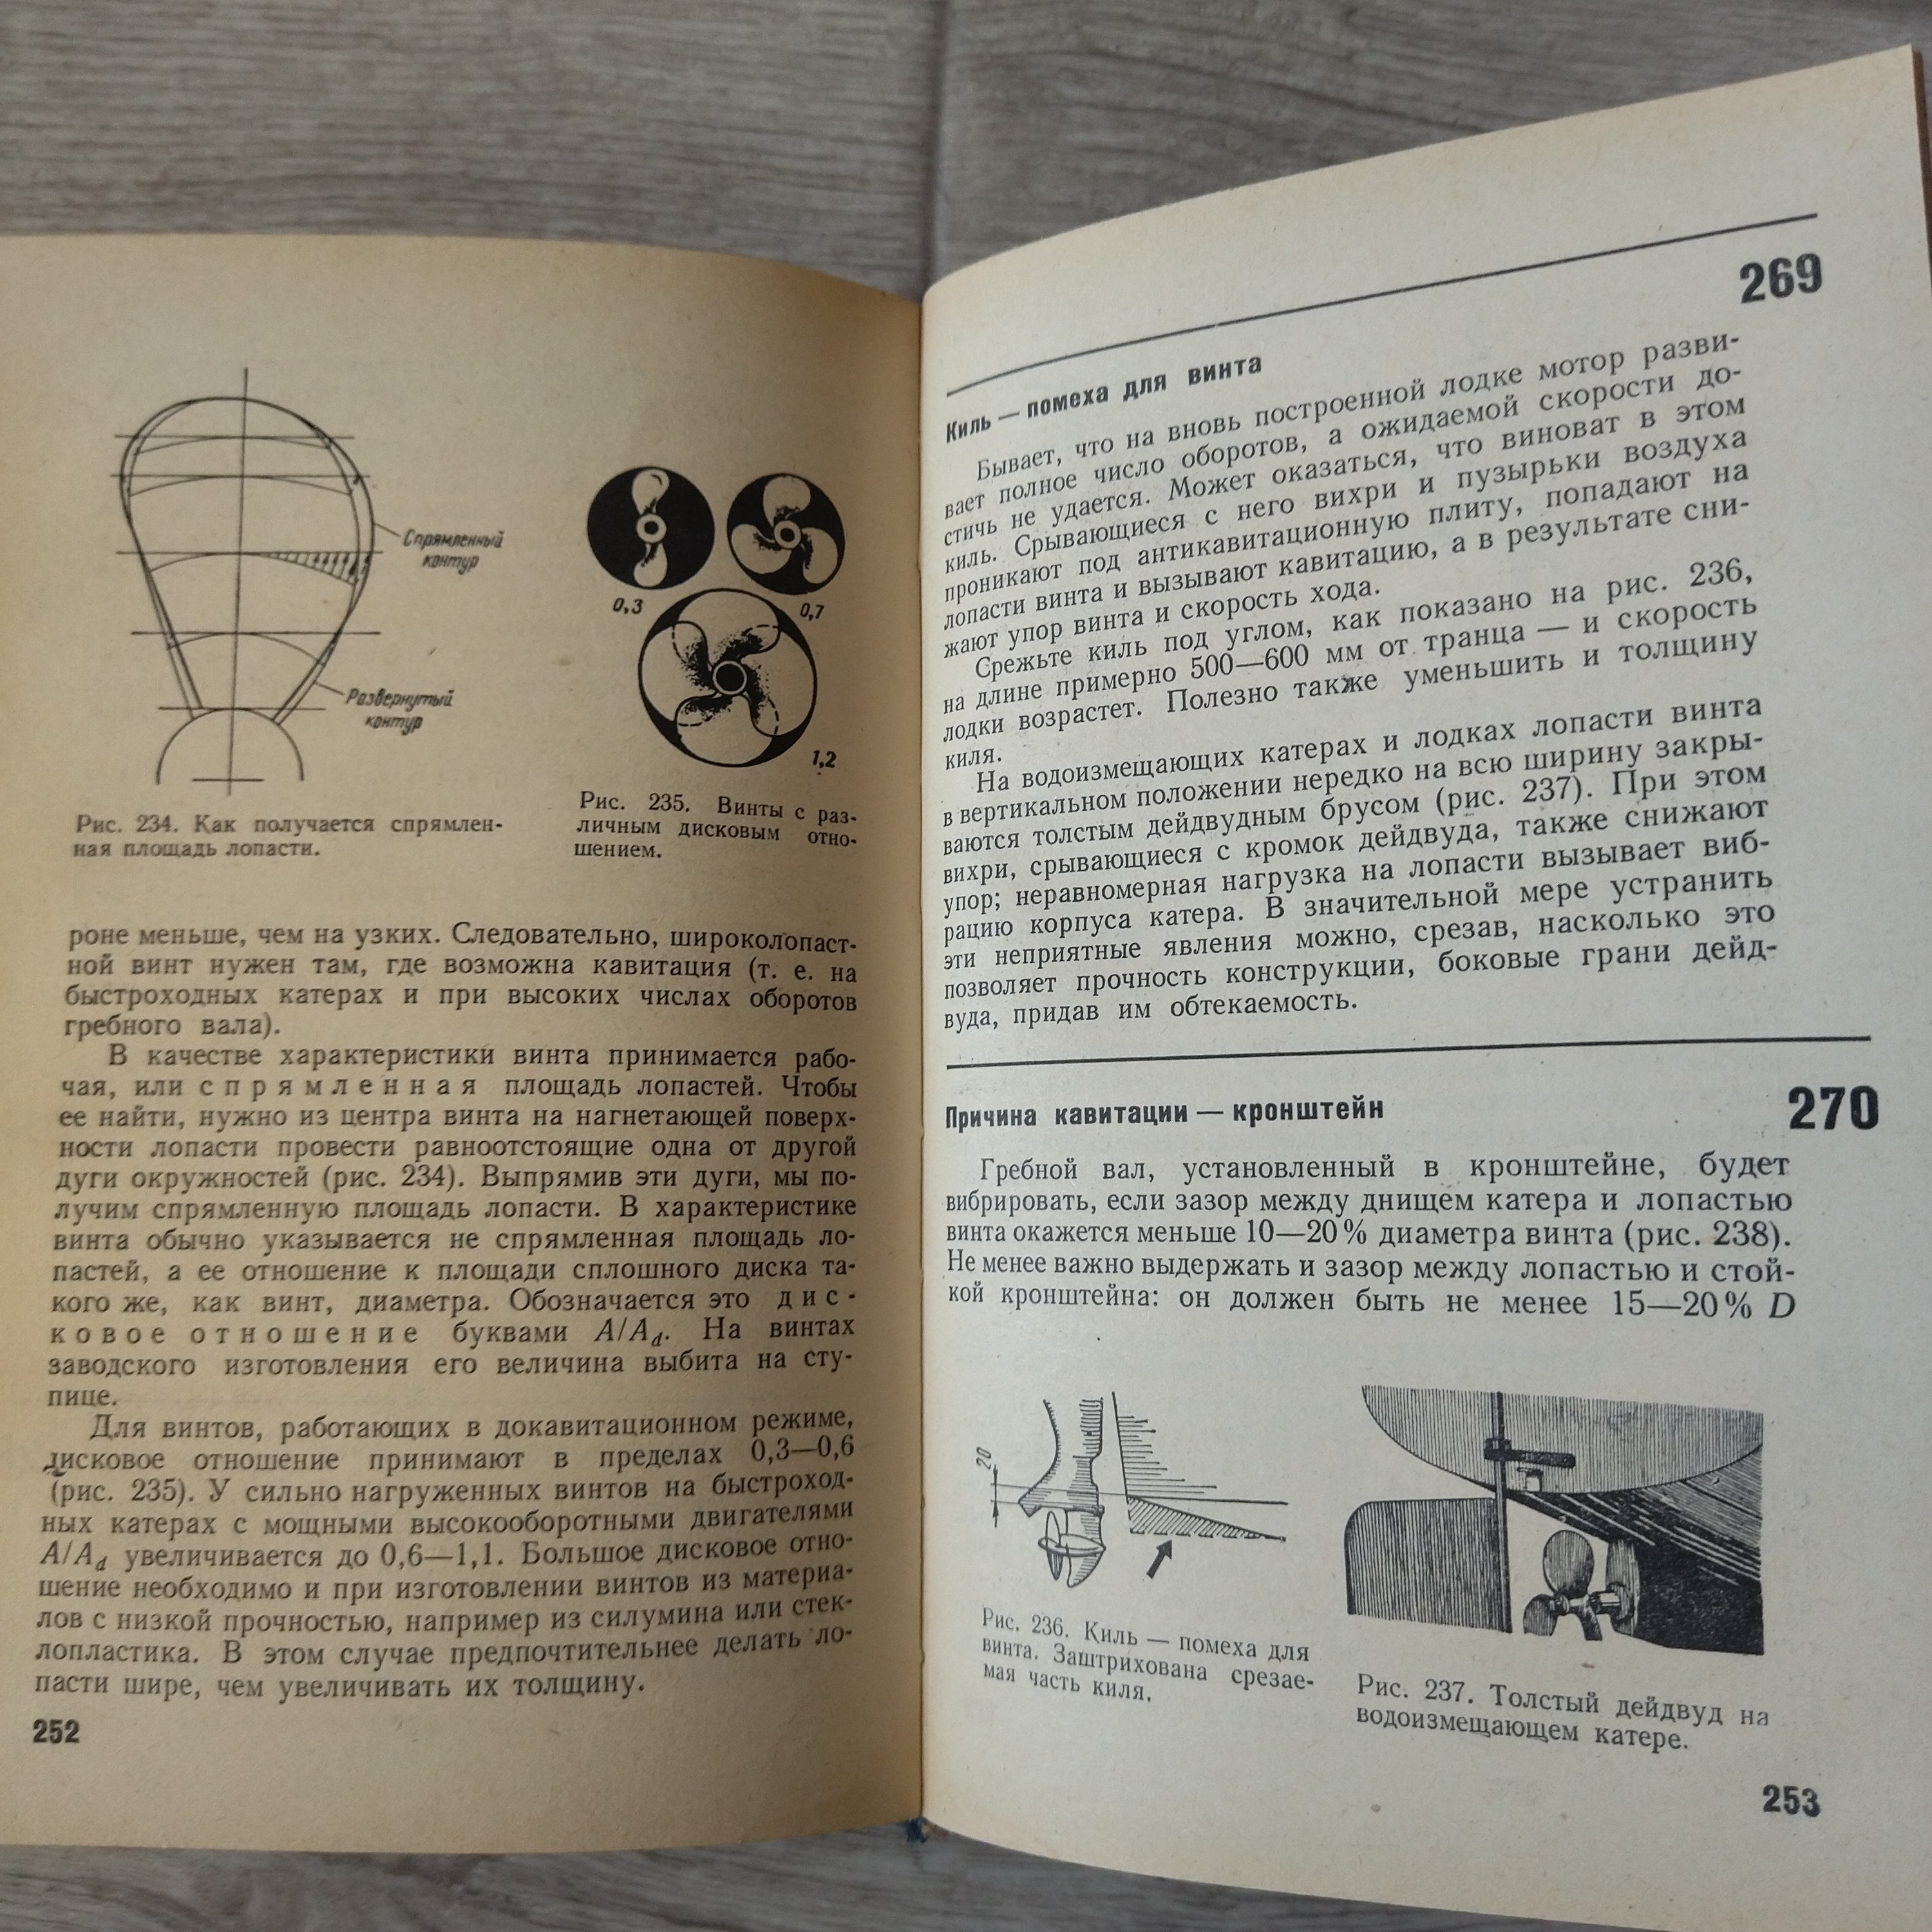 Спрямленный
контур
Развернутый
контур
0,3
0,7
1,2
Рис. 234. Как получается спрямлен-
ная площадь лопасти.
Рис. 235. Винты с раз-
личным дисковым отно-
шением.
роне меньше, чем на узких. Следовательно, широколопаст-
ной винт нужен там, где возможна кавитация (т. е. на
быстроходных катерах и при высоких числах оборотов
гребного вала).
В качестве характеристики винта принимается рабо-
чая, или спрямленная площадь лопастей. Чтобы
ее найти, нужно из центра винта на нагнетающей поверх-
ности лопасти провести равноотстоящие одна от другой
дуги окружностей (рис. 234). Выпрямив эти дуги, мы по-
лучим спрямленную площадь лопасти. В характеристике
винта обычно указывается не спрямленная площадь ло-
пастей, а ее отношение к площади сплошного диска та-
кого же, как винт, диаметра. Обозначается это дис-
ковое отношение буквами A/Ad. На винтах
заводского изготовления его величина выбита на сту-
пице.
Для винтов, работающих в докавитационном режиме,
дисковое отношение принимают в пределах 0,3—0,6
(рис. 235). У сильно нагруженных винтов на быстроход-
ных катерах с мощными высокооборотными двигателями
A/Ad увеличивается до 0,6—1,1. Большое дисковое отно-
шение необходимо и при изготовлении винтов из материа-
лов с низкой прочностью, например из силумина или стек-
лопластика. В этом случае предпочтительнее делать ло-
пасти шире, чем увеличивать их толщину.
252
269
Киль — помеха для винта
Бывает, что на вновь построенной лодке мотор разви-
вает полное число оборотов, а ожидаемой скорости до-
стичь не удается. Может оказаться, что виноват в этом
киль. Срывающиеся с него вихри и пузырьки воздуха
проникают под антикавитационную плиту, попадают на
лопасти винта и вызывают кавитацию, а в результате сни-
жают упор винта и скорость хода.
Срежьте киль под углом, как показано на рис. 236,
на длине примерно 500—600 мм от транца — и скорость
лодки возрастет. Полезно также уменьшить и толщину
киля.
На водоизмещающих катерах и лодках лопасти винта
в вертикальном положении нередко на всю ширину закры-
ваются толстым дейдвудным брусом (рис. 237). При этом
вихри, срывающиеся с кромок дейдвуда, также снижают
упор; неравномерная нагрузка на лопасти вызывает виб-
рацию корпуса катера. В значительной мере устранить
эти неприятные явления можно, срезав, насколько это
позволяет прочность конструкции, боковые грани дейд-
вуда, придав им обтекаемость.
270
Причина кавитации — кронштейн
Гребной вал, установленный в кронштейне, будет
вибрировать, если зазор между днищем катера и лопастью
винта окажется меньше 10—20% диаметра винта (рис. 238).
Не менее важно выдержать и зазор между лопастью и стой-
кой кронштейна: он должен быть не менее 15—20% D
20
Рис. 236. Киль — помеха для
винта. Заштрихована срезае-
мая часть киля.
Рис. 237. Толстый дейдвуд на
водоизмещающем катере.
253